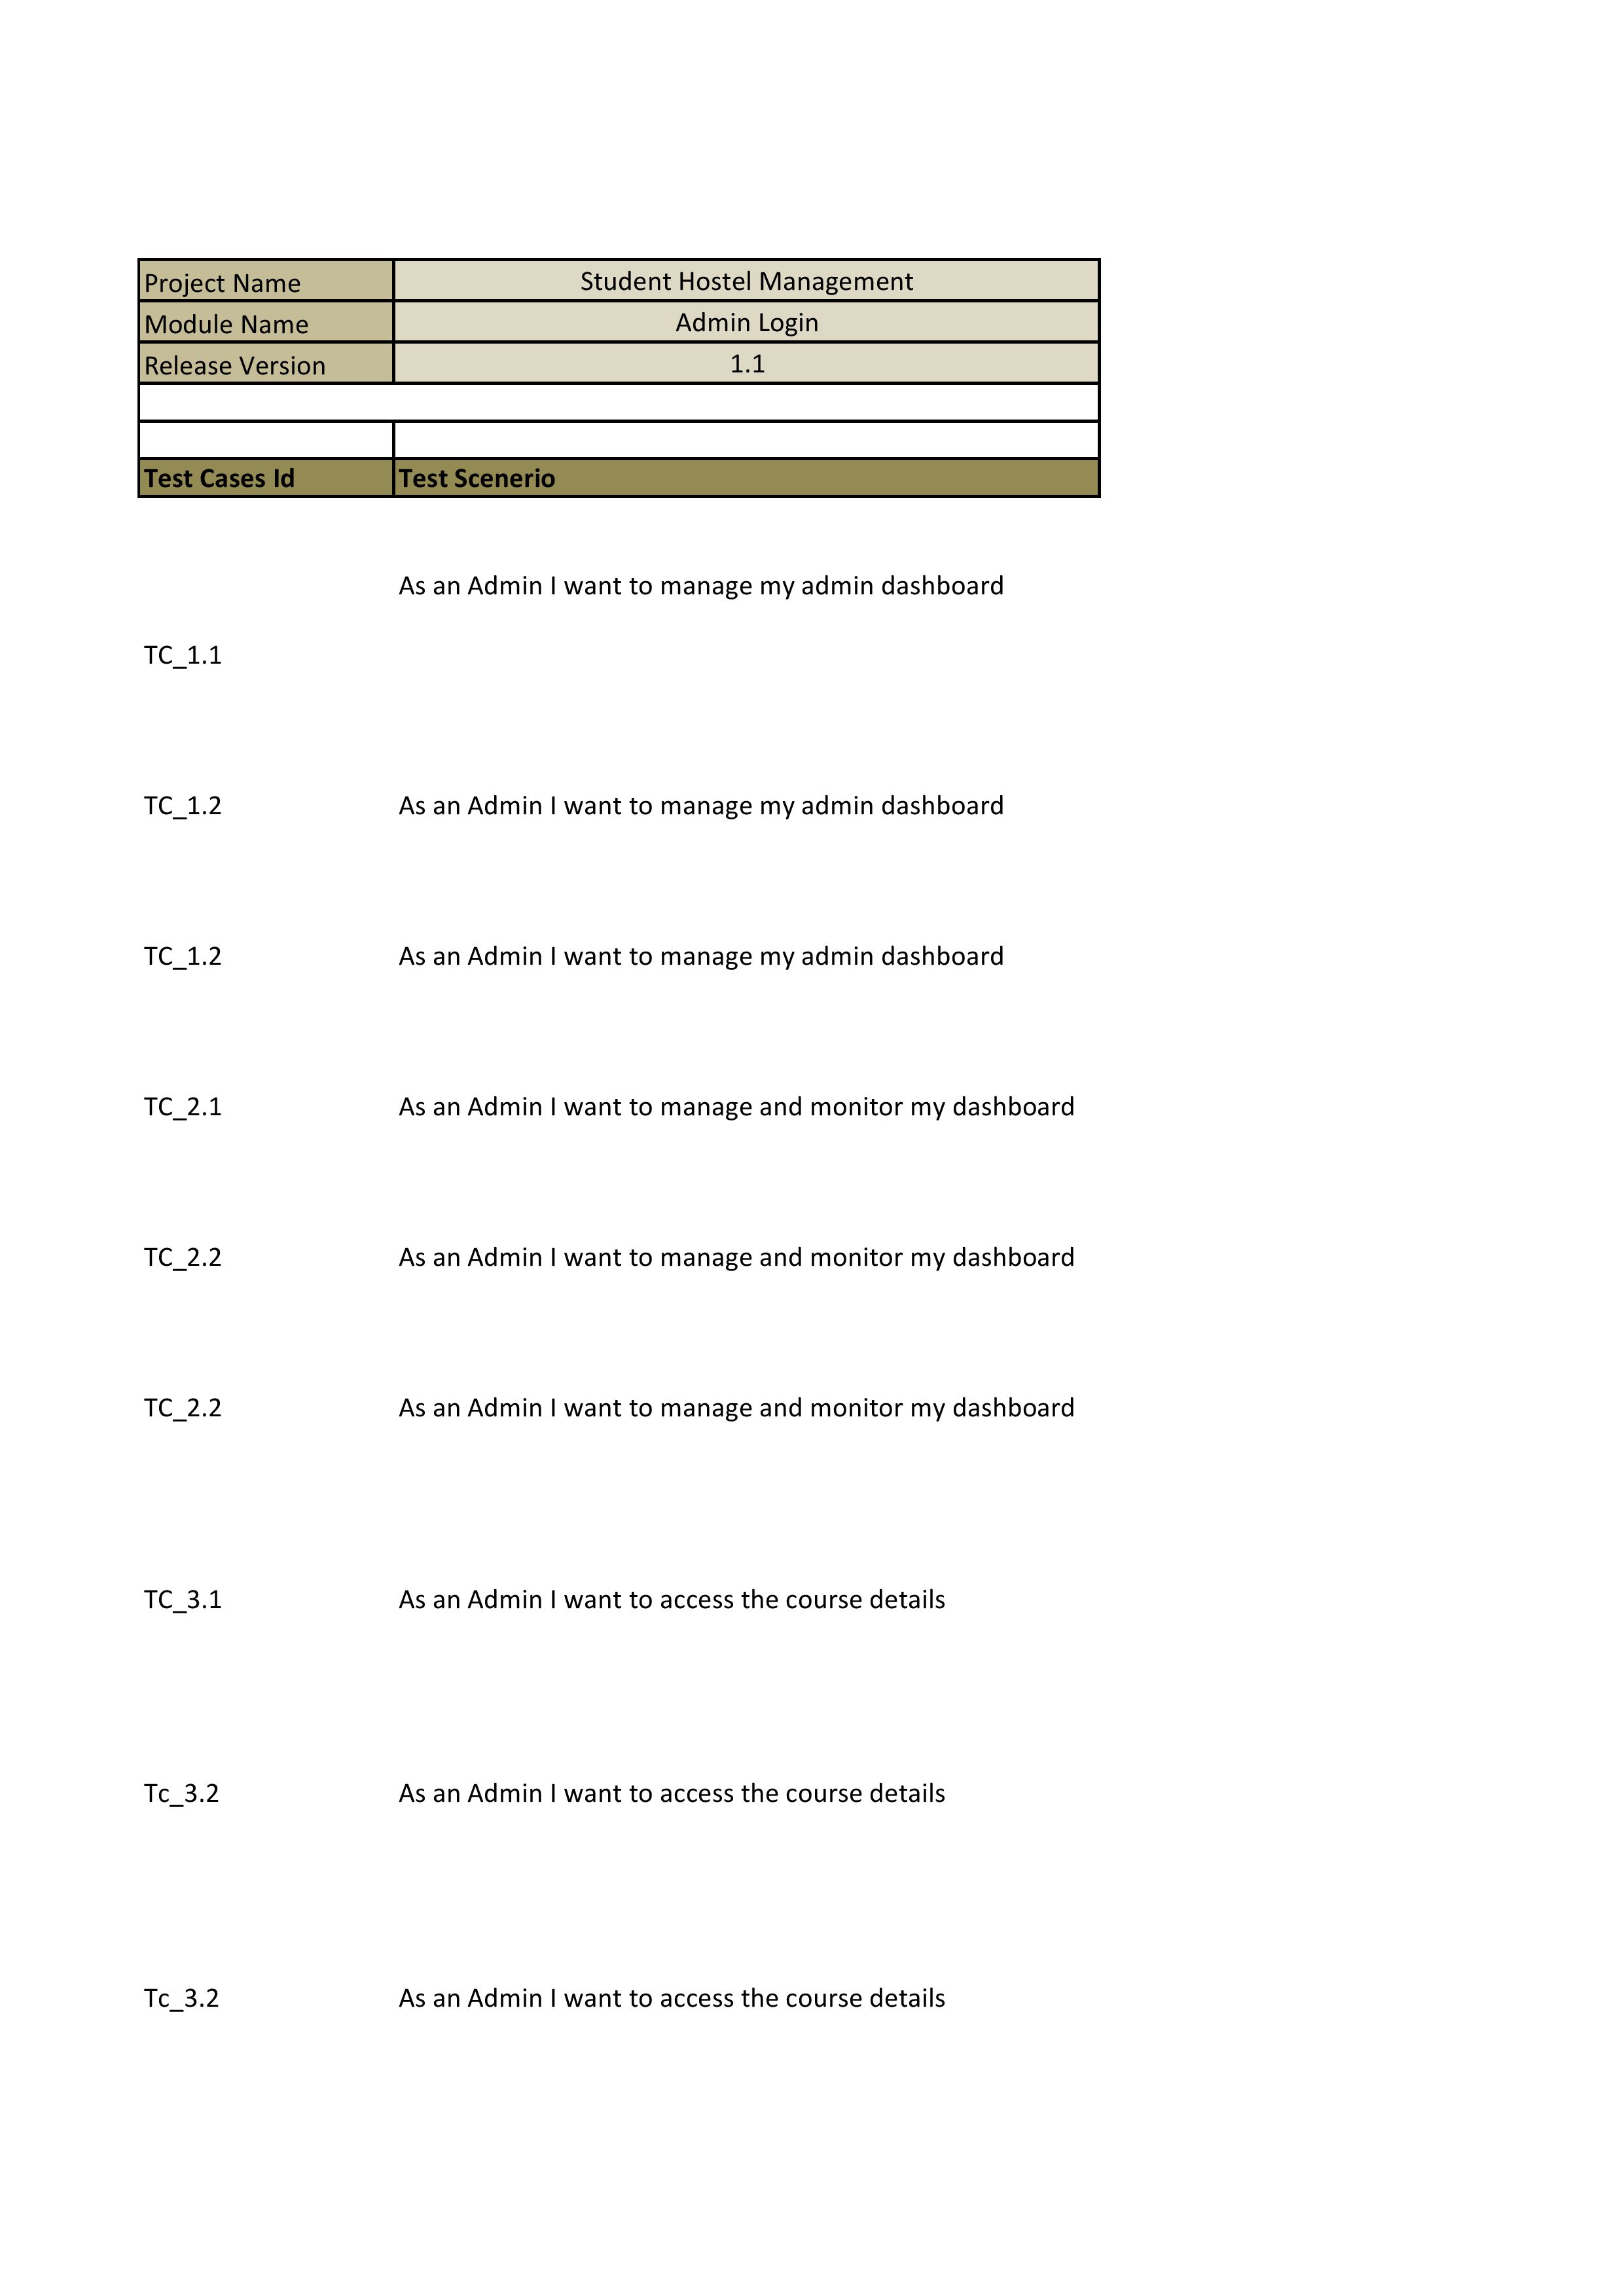 Project Name Student Hostel Management
Module Name Admin Login
Release Version 1.1
Test Cases Id Test Scenerio
As an Admin I want to manage my admin dashboard
TC_1.1
TC_1.2 As an Admin I want to manage my admin dashboard
TC_1.2 As an Admin I want to manage my admin dashboard
TC_2.1 As an Admin I want to manage and monitor my dashboard
TC_2.2 As an Admin I want to manage and monitor my dashboard
TC_2.2 As an Admin I want to manage and monitor my dashboard
TC_3.1 As an Admin I want to access the course details
Tc_3.2 As an Admin I want to access the course details
Tc_3.2 As an Admin I want to access the course details